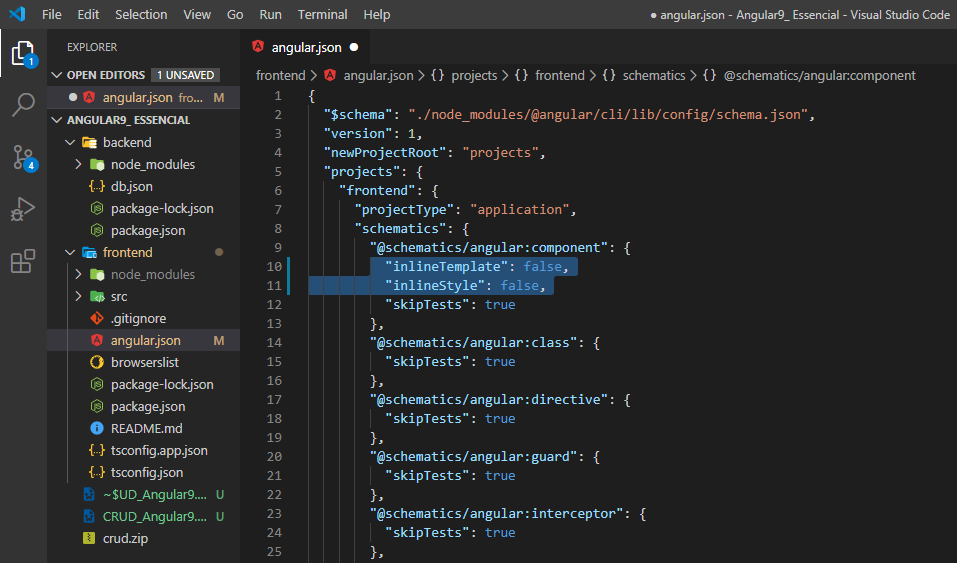 File Edit Selection View Go Run Terminal Help ● angular.json - Angular9_ Essencial - Visual Studio Code
EXPLORER
OPEN EDITORS 1 UNSAVED
● angular.json fro... M
ANGULAR9_ ESSENCIAL
backend
node_modules
{..} db.json
package-lock.json
package.json
frontend
node_modules
src
.gitignore
angular.json M
browserslist
package-lock.json
package.json
README.md
{..} tsconfig.app.json
{..} tsconfig.json
~$UD_Angular9.... U
CRUD_Angular9.... U
crud.zip
1
4
angular.json ●
frontend > angular.json > {} projects > {} frontend > {} schematics > {} @schematics/angular:component
1 {
2 "$schema": "./node_modules/@angular/cli/lib/config/schema.json",
3 "version": 1,
4 "newProjectRoot": "projects",
5 "projects": {
6 "frontend": {
7 "projectType": "application",
8 "schematics": {
9 "@schematics/angular:component": {
10 "inlineTemplate": false,
11 "inlineStyle": false,
12 "skipTests": true
13 },
14 "@schematics/angular:class": {
15 "skipTests": true
16 },
17 "@schematics/angular:directive": {
18 "skipTests": true
19 },
20 "@schematics/angular:guard": {
21 "skipTests": true
22 },
23 "@schematics/angular:interceptor": {
24 "skipTests": true
25 },